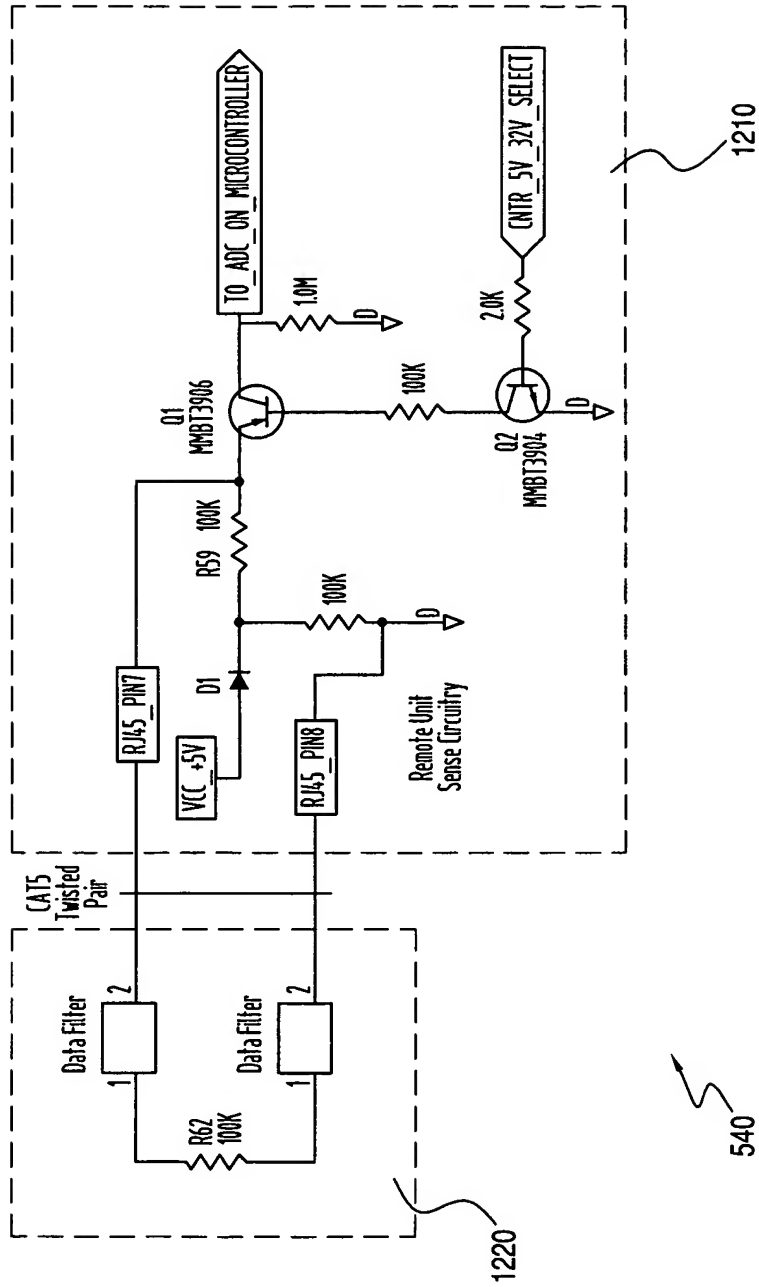 Data Filter
1
2
R62
100K
Data Filter
1
2
1220
CAT5
Twisted
Pair
RJ45_PIN7
VCC_+5V
D1
R59
100K
RJ45_PIN8
100K
D
Remote Unit
Sense Circuitry
Q1
MMBT3906
TO_ADC_ON_MICROCONTROLLER
1.0M
D
100K
Q2
MMBT3904
D
2.0K
CNTR_5V_32V_SELECT
1210
540